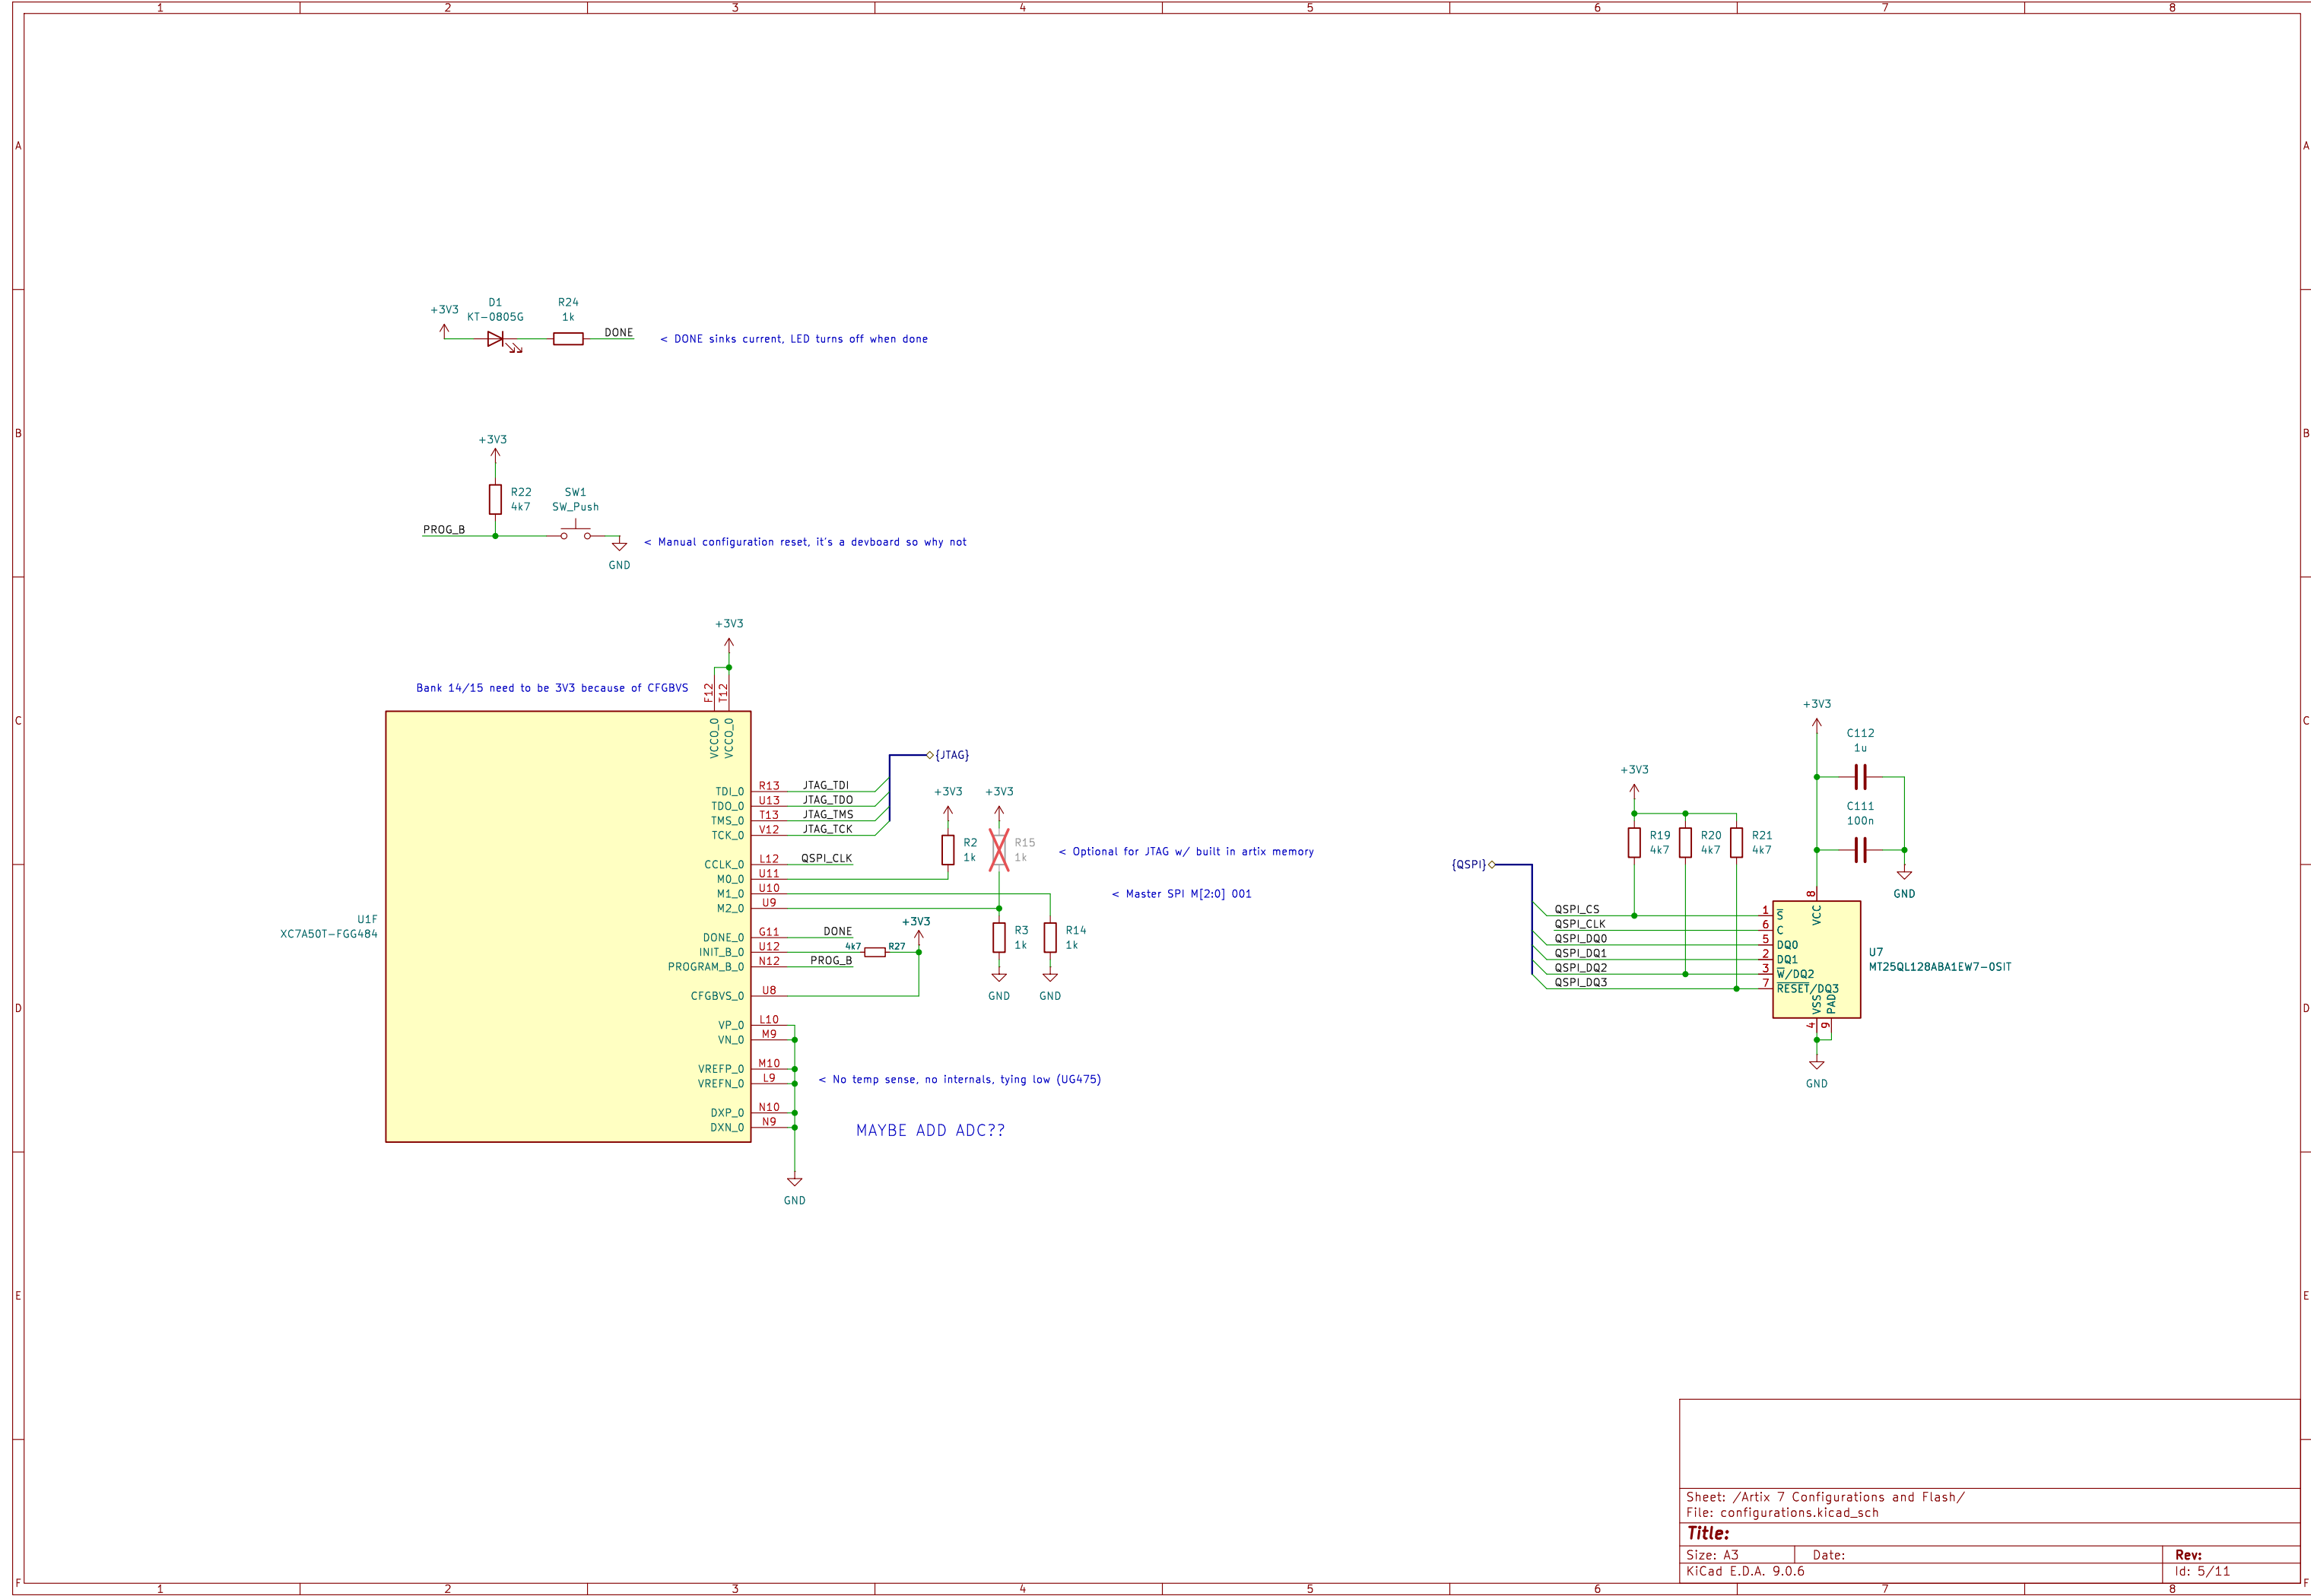 1 2 3 4 5 6 7 8
A A
B B
C C
D D
E E
F F
+3V3
D1
KT-0805G
R24
1k
DONE
< DONE sinks current, LED turns off when done
+3V3
R22
4k7
SW1
SW_Push
PROG_B
GND
< Manual configuration reset, it's a devboard so why not
+3V3
Bank 14/15 need to be 3V3 because of CFGBVS
F12
T12
VCCO_0
VCCO_0
U1F
XC7A50T-FGG484
TDI_0 R13 JTAG_TDI
TDO_0 U13 JTAG_TDO
TMS_0 T13 JTAG_TMS
TCK_0 V12 JTAG_TCK
{JTAG}
CCLK_0 L12 QSPI_CLK
M0_0 U11
M1_0 U10
M2_0 U9
DONE_0 G11 DONE
INIT_B_0 U12 4k7 R27
PROGRAM_B_0 N12 PROG_B
CFGBVS_0 U8
VP_0 L10
VN_0 M9
VREFP_0 M10
VREFN_0 L9
DXP_0 N10
DXN_0 N9
GND
+3V3
+3V3
R2
1k
R15
1k
< Optional for JTAG w/ built in artix memory
< Master SPI M[2:0] 001
+3V3
R3
1k
R14
1k
GND
GND
< No temp sense, no internals, tying low (UG475)
MAYBE ADD ADC??
{QSPI}
+3V3
R19
4k7
R20
4k7
R21
4k7
+3V3
C112
1u
C111
100n
GND
8
VCC
QSPI_CS 1 S
QSPI_CLK 6 C
QSPI_DQ0 5 DQ0
QSPI_DQ1 2 DQ1
QSPI_DQ2 3 W/DQ2
QSPI_DQ3 7 RESET/DQ3
VSS
PAD
4
9
U7
MT25QL128ABA1EW7-0SIT
GND
Sheet: /Artix 7 Configurations and Flash/
File: configurations.kicad_sch
Title:
Size: A3 Date: Rev:
KiCad E.D.A. 9.0.6 Id: 5/11
1 2 3 4 5 6 7 8